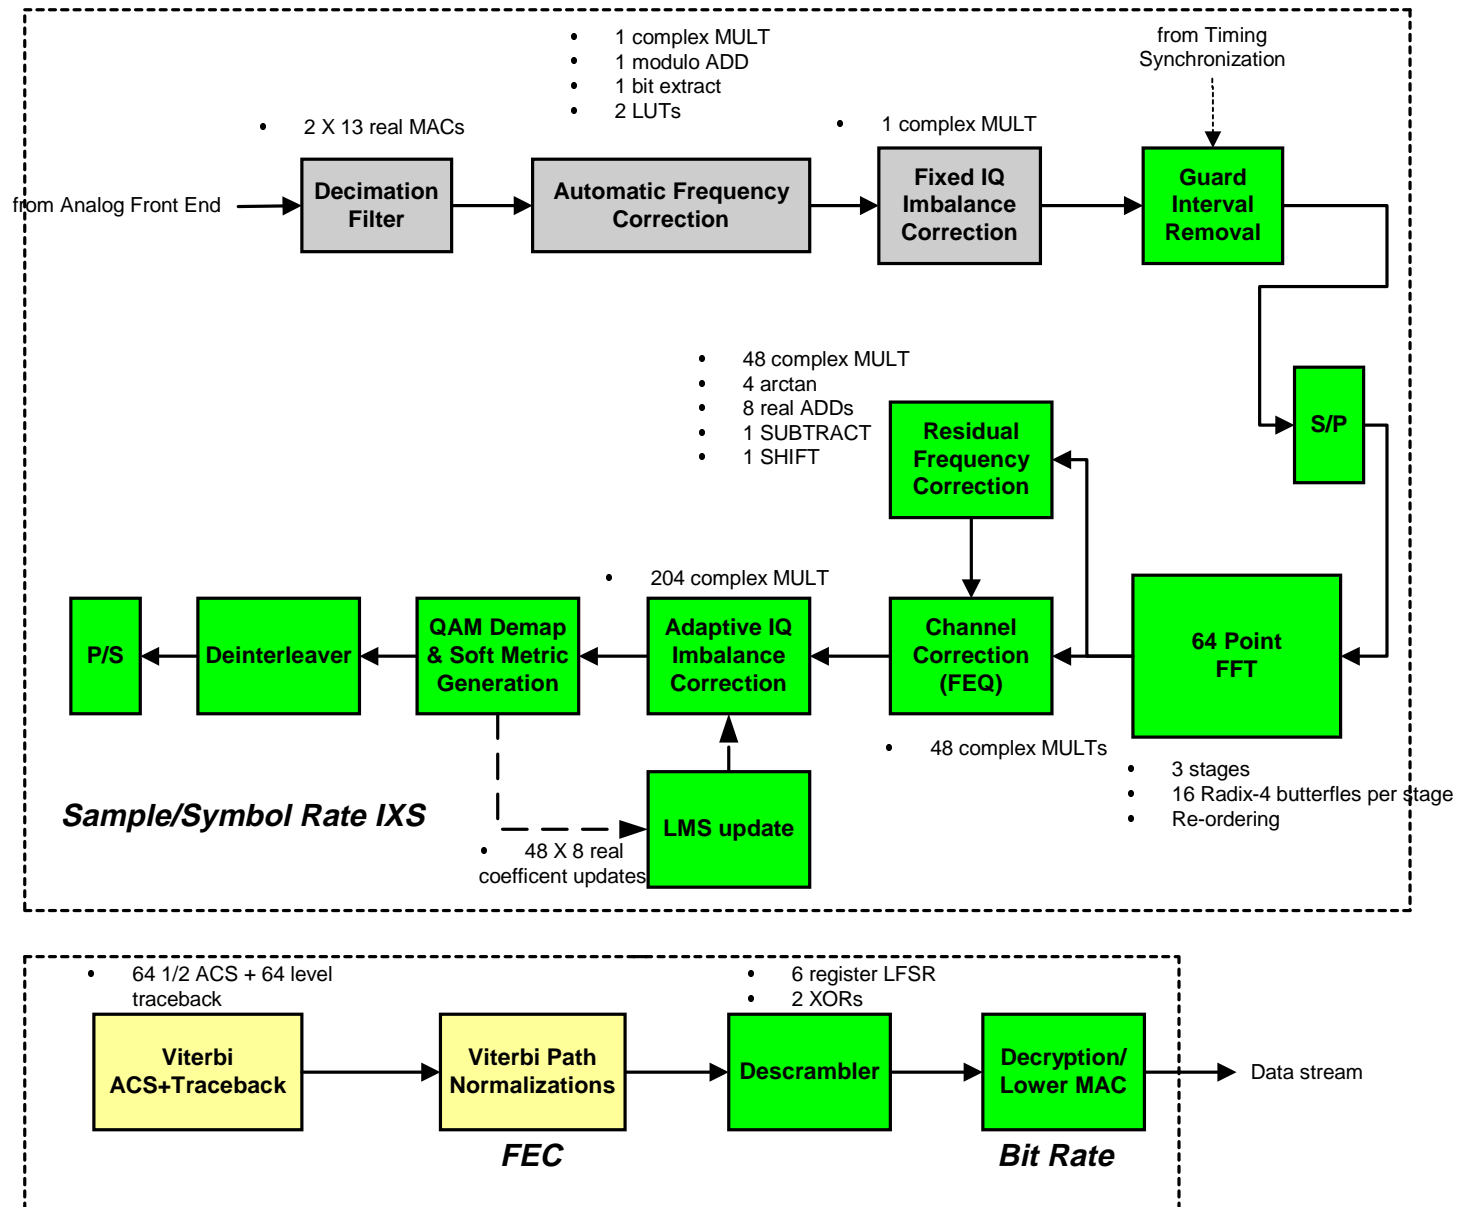 • 1 complex MULT
• 1 modulo ADD
• 1 bit extract
• 2 LUTs
from Timing
Synchronization
• 2 X 13 real MACs
• 1 complex MULT
from Analog Front End
Decimation
Filter
Automatic Frequency
Correction
Fixed IQ
Imbalance
Correction
Guard
Interval
Removal
S/P
• 48 complex MULT
• 4 arctan
• 8 real ADDs
• 1 SUBTRACT
• 1 SHIFT
Residual
Frequency
Correction
• 204 complex MULT
P/S
Deinterleaver
QAM Demap
& Soft Metric
Generation
Adaptive IQ
Imbalance
Correction
Channel
Correction
(FEQ)
64 Point
FFT
• 48 complex MULTs
• 3 stages
• 16 Radix-4 butterfles per stage
• Re-ordering
Sample/Symbol Rate IXS
LMS update
• 48 X 8 real
coefficent updates
• 64 1/2 ACS + 64 level
traceback
• 6 register LFSR
• 2 XORs
Viterbi
ACS+Traceback
Viterbi Path
Normalizations
Descrambler
Decryption/
Lower MAC
Data stream
FEC
Bit Rate